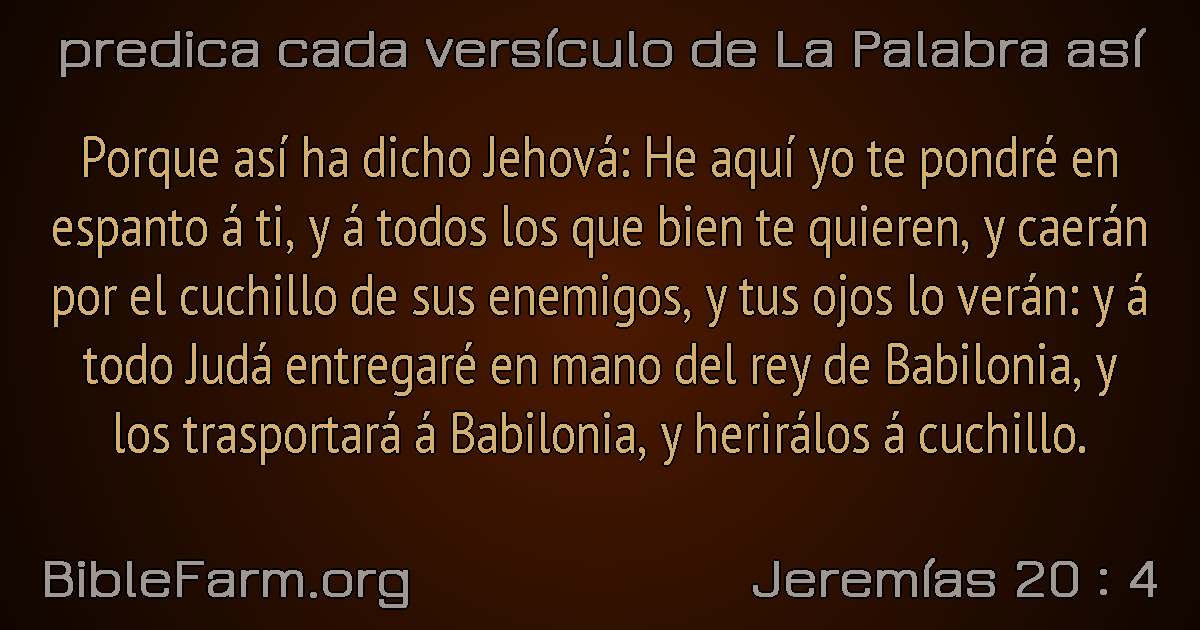 predica cada versículo de La Palabra así
Porque así ha dicho Jehová: He aquí yo te pondré en
espanto á ti, y á todos los que bien te quieren, y caerán
por el cuchillo de sus enemigos, y tus ojos lo verán: y á
todo Judá entregaré en mano del rey de Babilonia, y
los trasportará á Babilonia, y herirálos á cuchillo.
BibleFarm.org
Jeremías 20 : 4